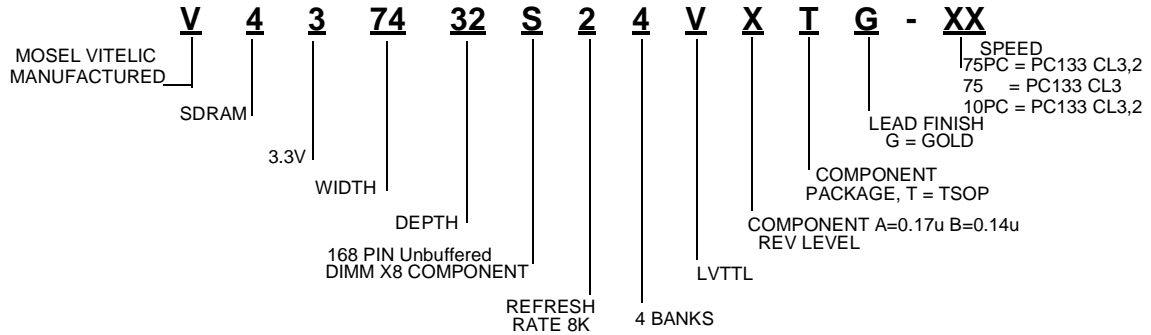 V 4 3 74 32 S 2 4 V X T G - XX
MOSEL VITELIC
MANUFACTURED
SDRAM
3.3V
WIDTH
DEPTH
168 PIN Unbuffered
DIMM X8 COMPONENT
REFRESH
RATE 8K
4 BANKS
LVTTL
COMPONENT A=0.17u B=0.14u
REV LEVEL
COMPONENT
PACKAGE, T = TSOP
LEAD FINISH
G = GOLD
SPEED
75PC = PC133 CL3,2
75 = PC133 CL3
10PC = PC133 CL3,2